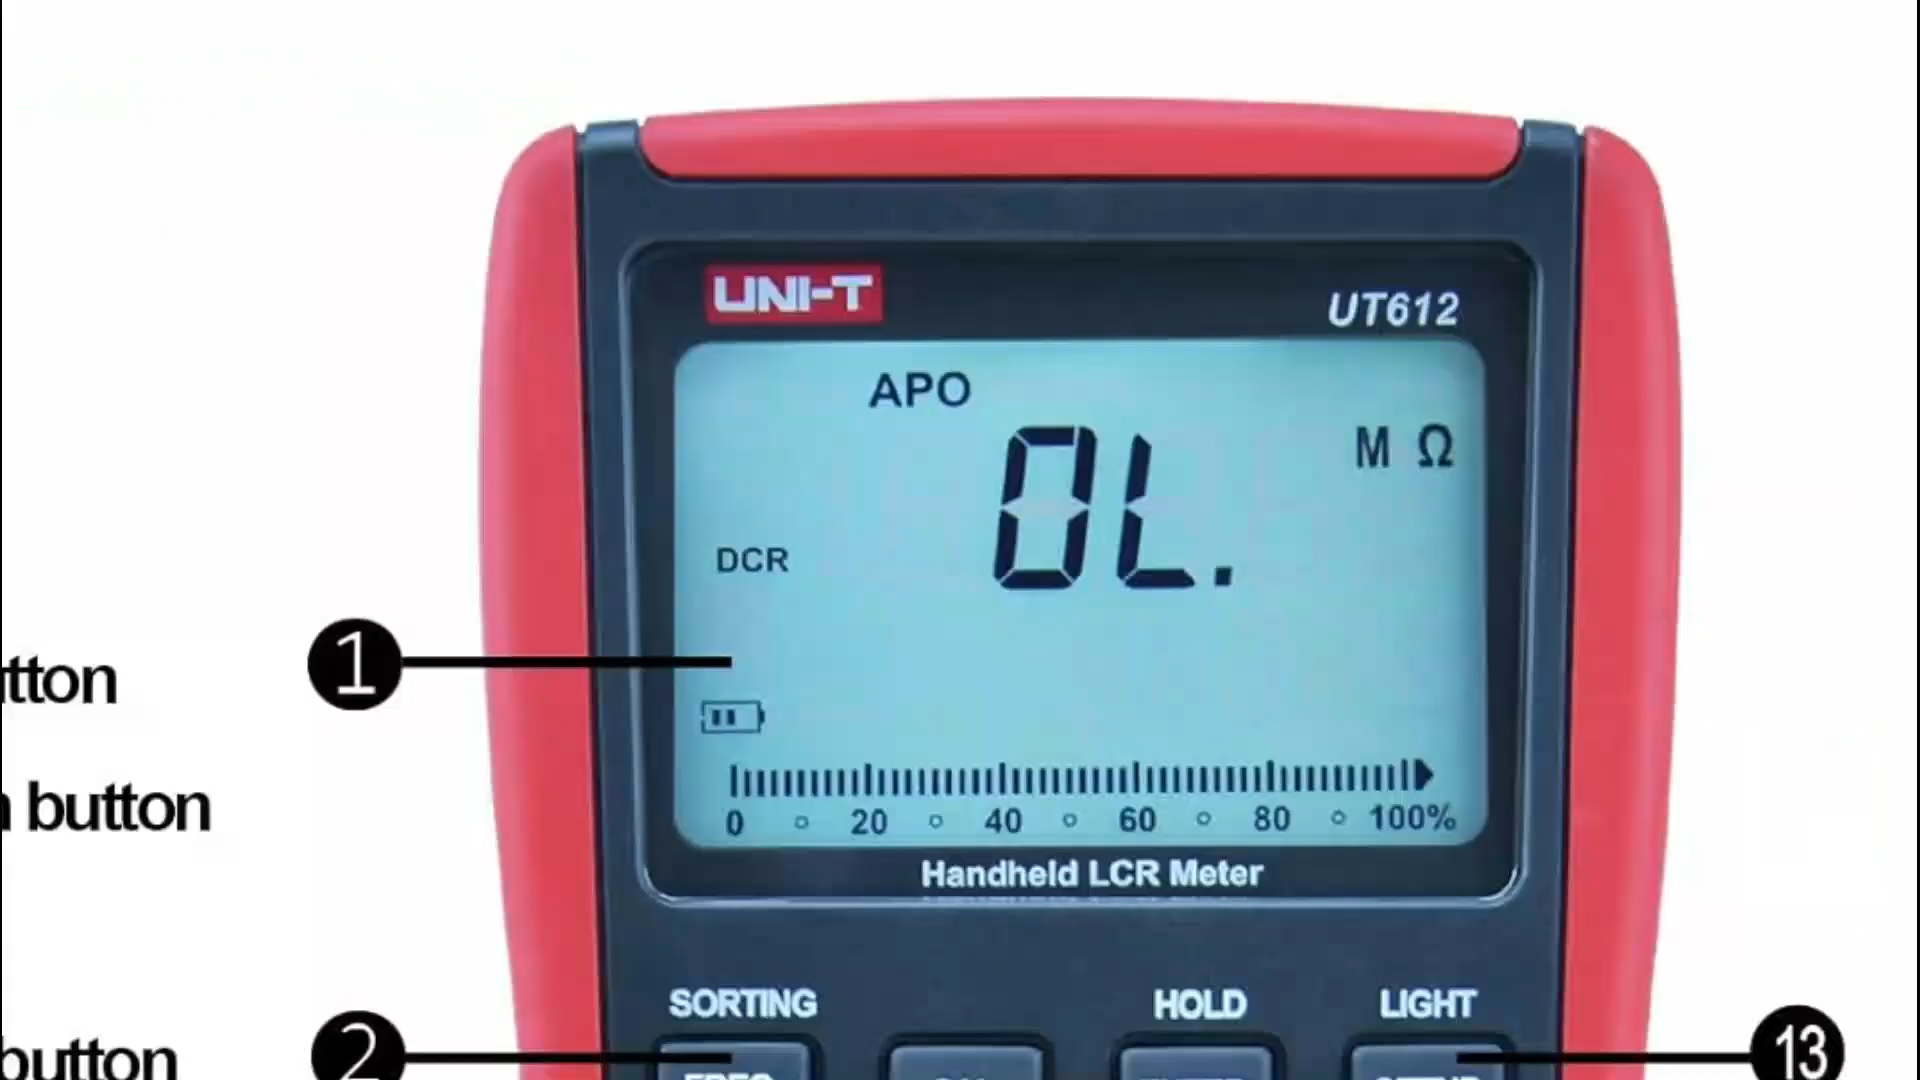 UNI-T
UT612
APO
0L.
M Ω
DCR
1
utton
button
0 20 40 60 80 100%
Handheld LCR Meter
SORTING HOLD LIGHT
2
13
button